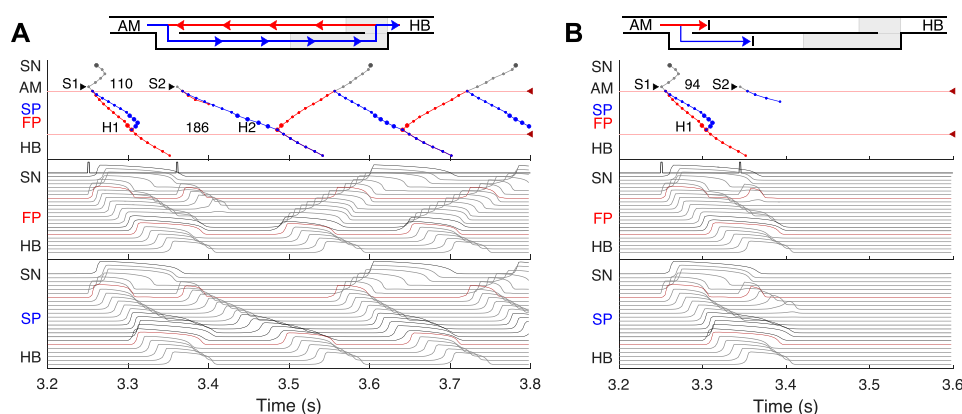 A
AM
HB
SN
S1
110
S2
AM
SP
FP
H1
186
H2
HB
SN
FP
HB
SN
SP
HB
3.2
3.3
3.4
3.5
3.6
3.7
3.8
Time (s)
B
AM
HB
SN
S1
94
S2
AM
SP
FP
H1
HB
SN
FP
HB
SN
SP
HB
3.2
3.3
3.4
3.5
3.6
Time (s)